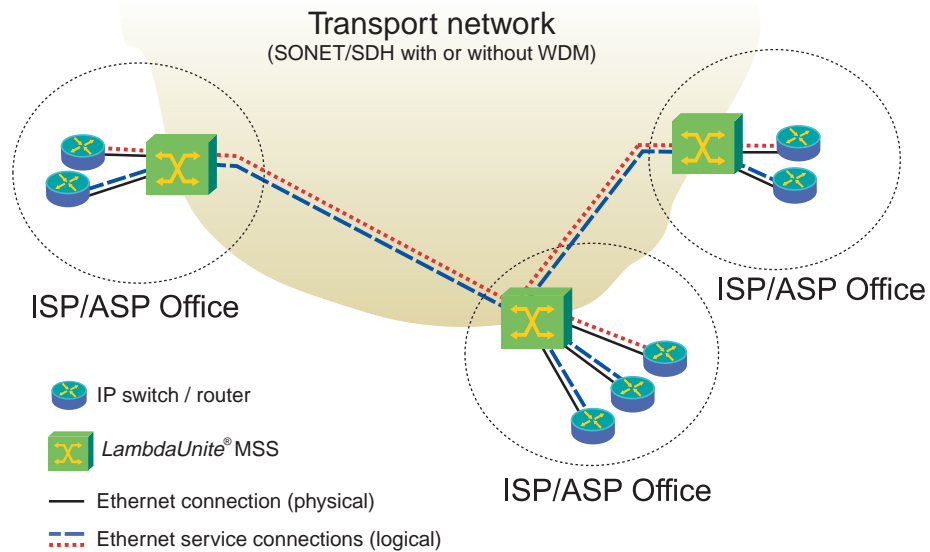 Transport network
(SONET/SDH with or without WDM)
ISP/ASP Office
ISP/ASP Office
ISP/ASP Office
IP switch / router
LambdaUnite® MSS
Ethernet connection (physical)
Ethernet service connections (logical)